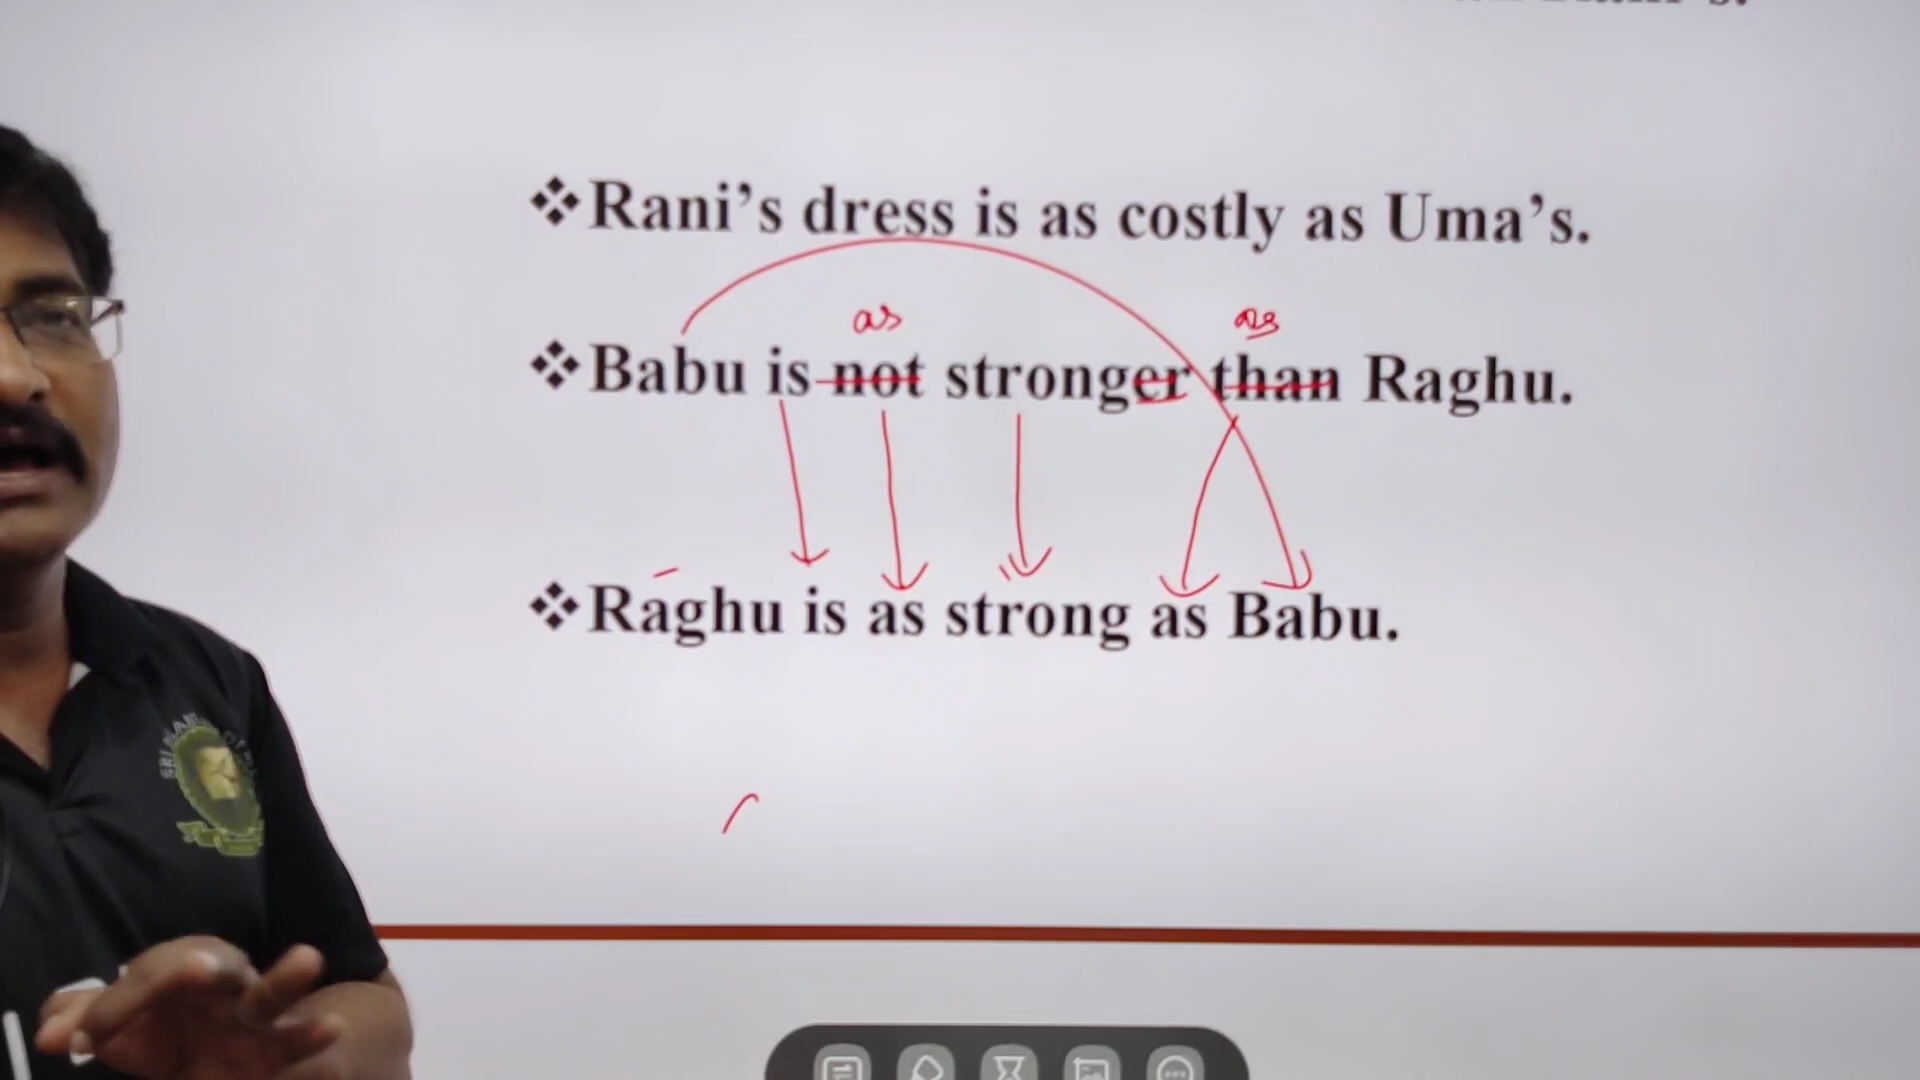 ❖Rani’s dress is as costly as Uma’s.
as as
❖Babu is not stronger than Raghu.
❖Raghu is as strong as Babu.